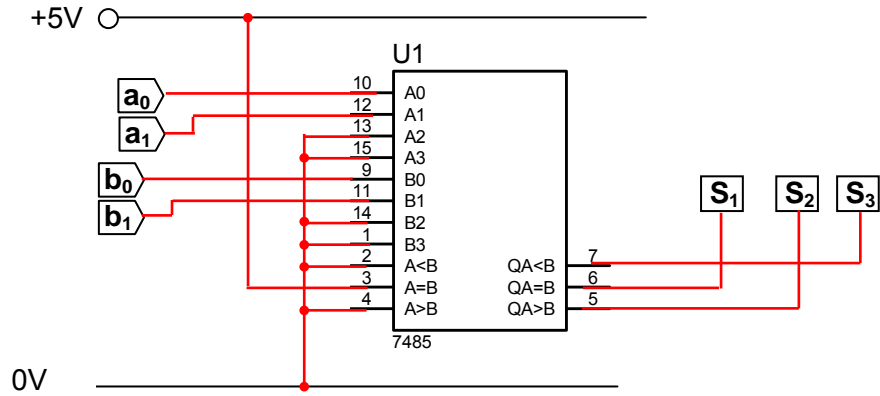 +5V
U1
a₀ 10 A0
a₁ 12 A1
13 A2
15 A3
b₀ 9 B0
b₁ 11 B1
14 B2
1 B3
2 A<B QA<B 7
3 A=B QA=B 6
4 A>B QA>B 5
S₁ S₂ S₃
7485
0V